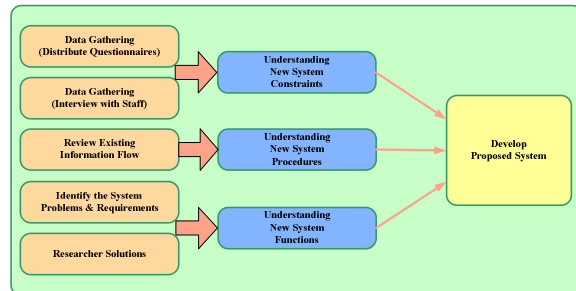 Data Gathering
(Distribute Questionnaires)
Data Gathering
(Interview with Staff)
Review Existing
Information Flow
Identify the System
Problems & Requirements
Researcher Solutions
Understanding
New System
Constraints
Understanding
New System
Procedures
Understanding
New System
Functions
Develop
Proposed System